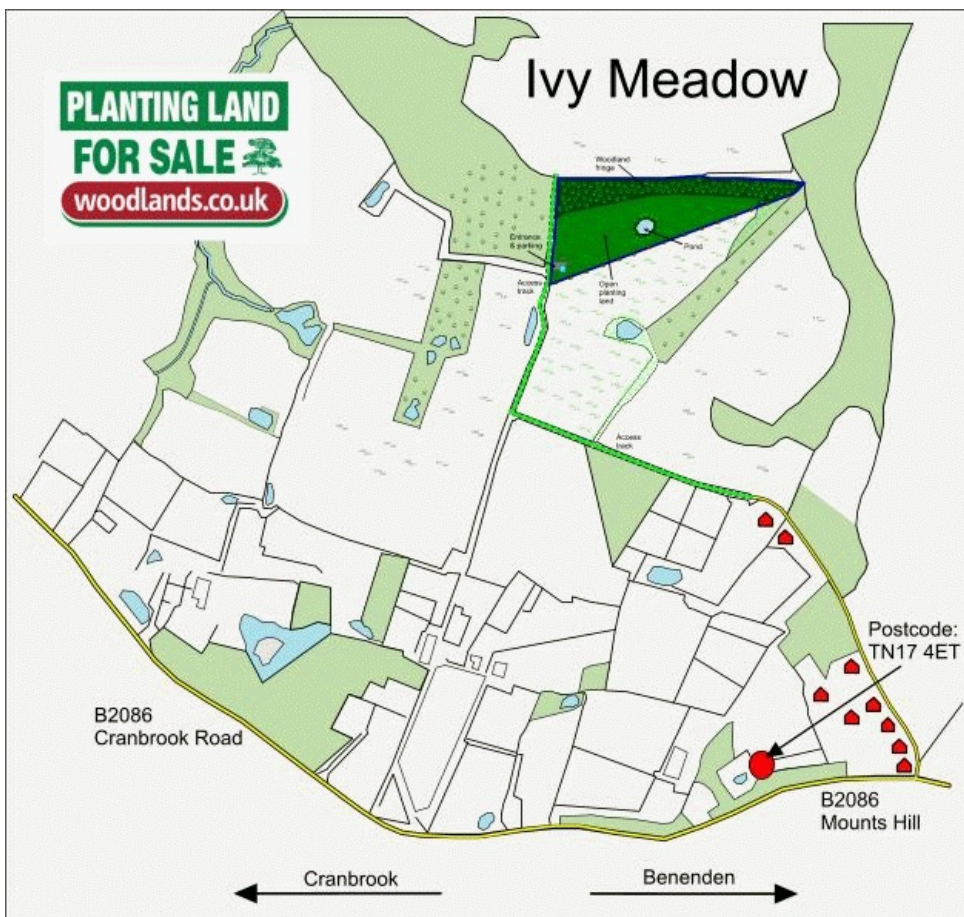 Ivy Meadow
PLANTING LAND
FOR SALE
woodlands.co.uk
Woodland
fringe
Entrance
& parking
Pond
Access
track
Open
planting
land
Access
track
Postcode:
TN17 4ET
B2086
Cranbrook Road
B2086
Mounts Hill
Cranbrook
Benenden